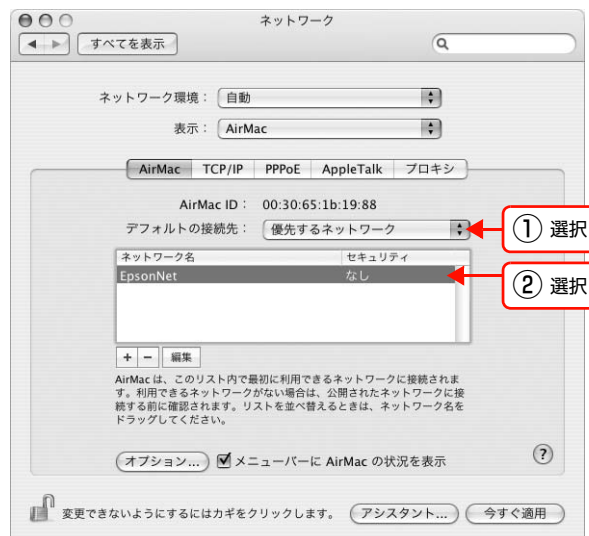 ネットワーク
すべてを表示
ネットワーク環境： 自動
表示： AirMac
AirMac TCP/IP PPPoE AppleTalk プロキシ
AirMac ID： 00:30:65:1b:19:88
デフォルトの接続先： 優先するネットワーク
① 選択
ネットワーク名 セキュリティ
EpsonNet なし
② 選択
+ − 編集
AirMac は、このリスト内で最初に利用できるネットワークに接続されま
す。利用できるネットワークがない場合は、公開されたネットワークに接
続する前に確認されます。リストを並べ替えるときは、ネットワーク名を
ドラッグしてください。
オプション... メニューバーに AirMac の状況を表示 ?
変更できないようにするにはカギをクリックします。 アシスタント... 今すぐ適用